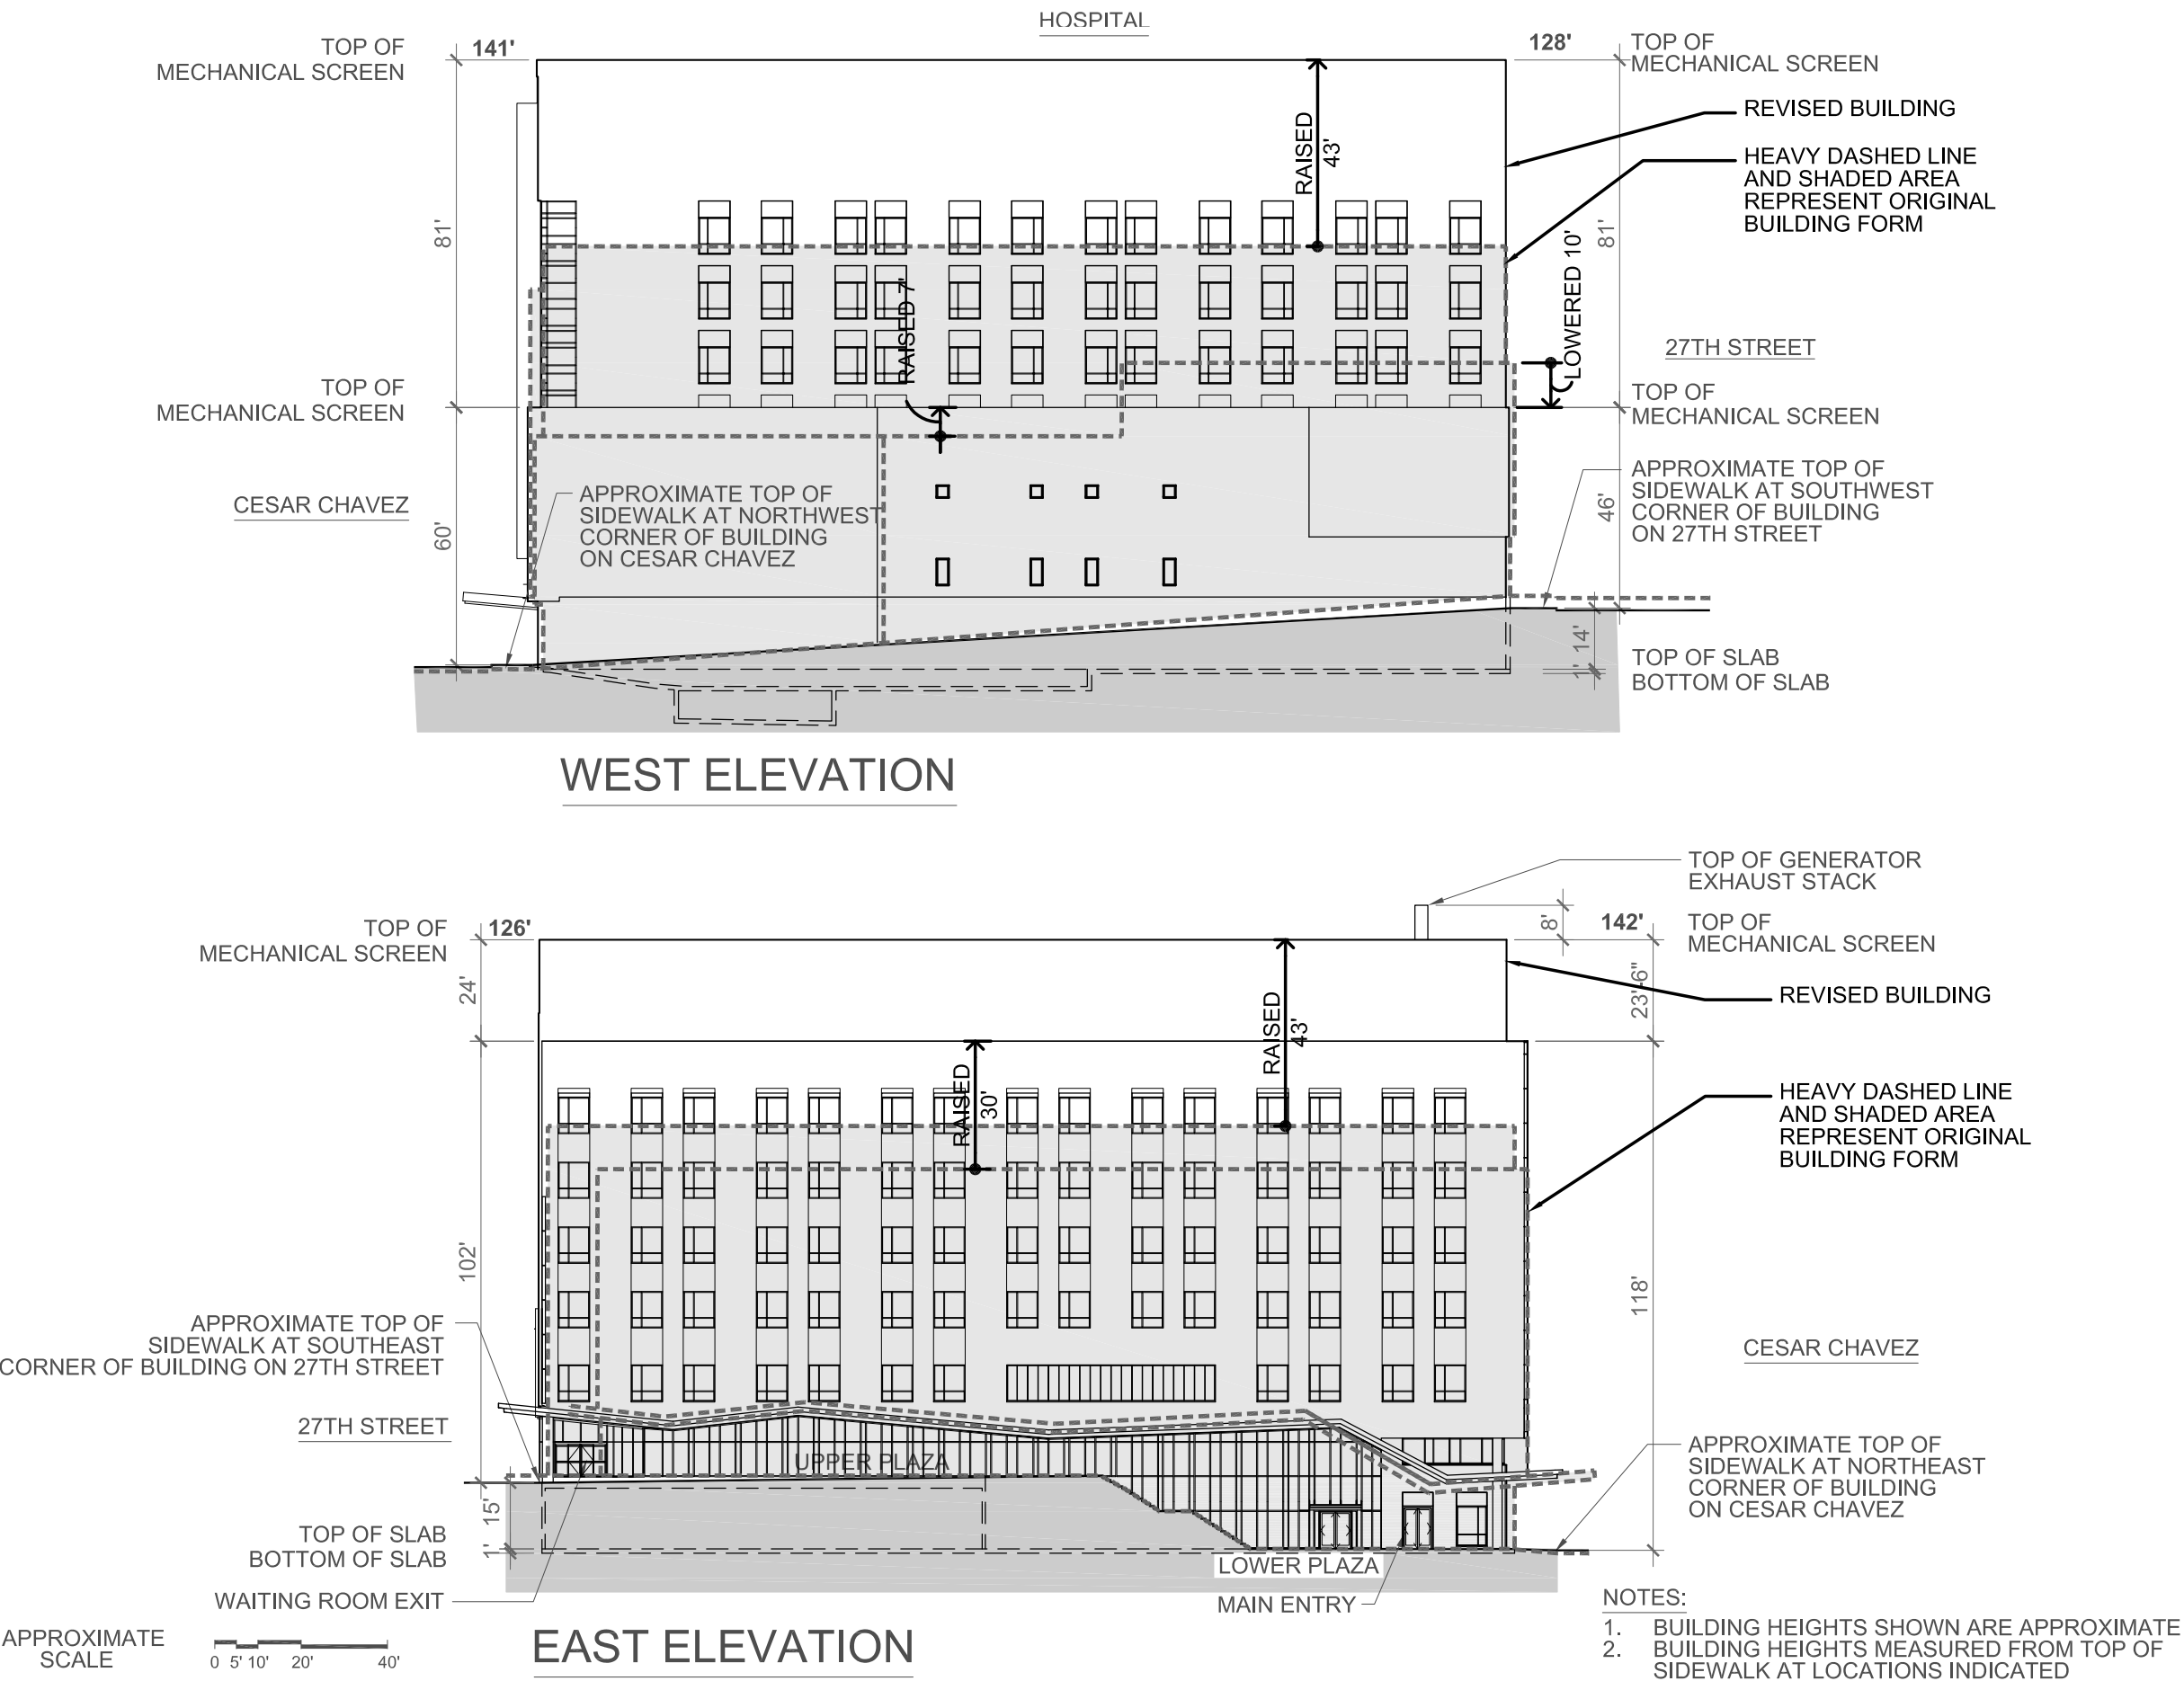 HOSPITAL
TOP OF
MECHANICAL SCREEN
141'
128'
TOP OF
MECHANICAL SCREEN
REVISED BUILDING
HEAVY DASHED LINE
AND SHADED AREA
REPRESENT ORIGINAL
BUILDING FORM
RAISED
43'
81'
81'
RAISED 7'
LOWERED 10'
27TH STREET
TOP OF
MECHANICAL SCREEN
TOP OF
MECHANICAL SCREEN
CESAR CHAVEZ
60'
APPROXIMATE TOP OF
SIDEWALK AT NORTHWEST
CORNER OF BUILDING
ON CESAR CHAVEZ
46'
APPROXIMATE TOP OF
SIDEWALK AT SOUTHWEST
CORNER OF BUILDING
ON 27TH STREET
14'
1'
TOP OF SLAB
BOTTOM OF SLAB
WEST ELEVATION
TOP OF GENERATOR
EXHAUST STACK
8'
TOP OF
MECHANICAL SCREEN
126'
142'
TOP OF
MECHANICAL SCREEN
24'
23'-6"
REVISED BUILDING
RAISED
43'
RAISED
30'
HEAVY DASHED LINE
AND SHADED AREA
REPRESENT ORIGINAL
BUILDING FORM
102'
118'
APPROXIMATE TOP OF
SIDEWALK AT SOUTHEAST
CORNER OF BUILDING ON 27TH STREET
CESAR CHAVEZ
27TH STREET
UPPER PLAZA
APPROXIMATE TOP OF
SIDEWALK AT NORTHEAST
CORNER OF BUILDING
ON CESAR CHAVEZ
15'
1'
TOP OF SLAB
BOTTOM OF SLAB
LOWER PLAZA
WAITING ROOM EXIT
MAIN ENTRY
APPROXIMATE
SCALE
0 5' 10' 20' 40'
EAST ELEVATION
NOTES:
1. BUILDING HEIGHTS SHOWN ARE APPROXIMATE
2. BUILDING HEIGHTS MEASURED FROM TOP OF
SIDEWALK AT LOCATIONS INDICATED